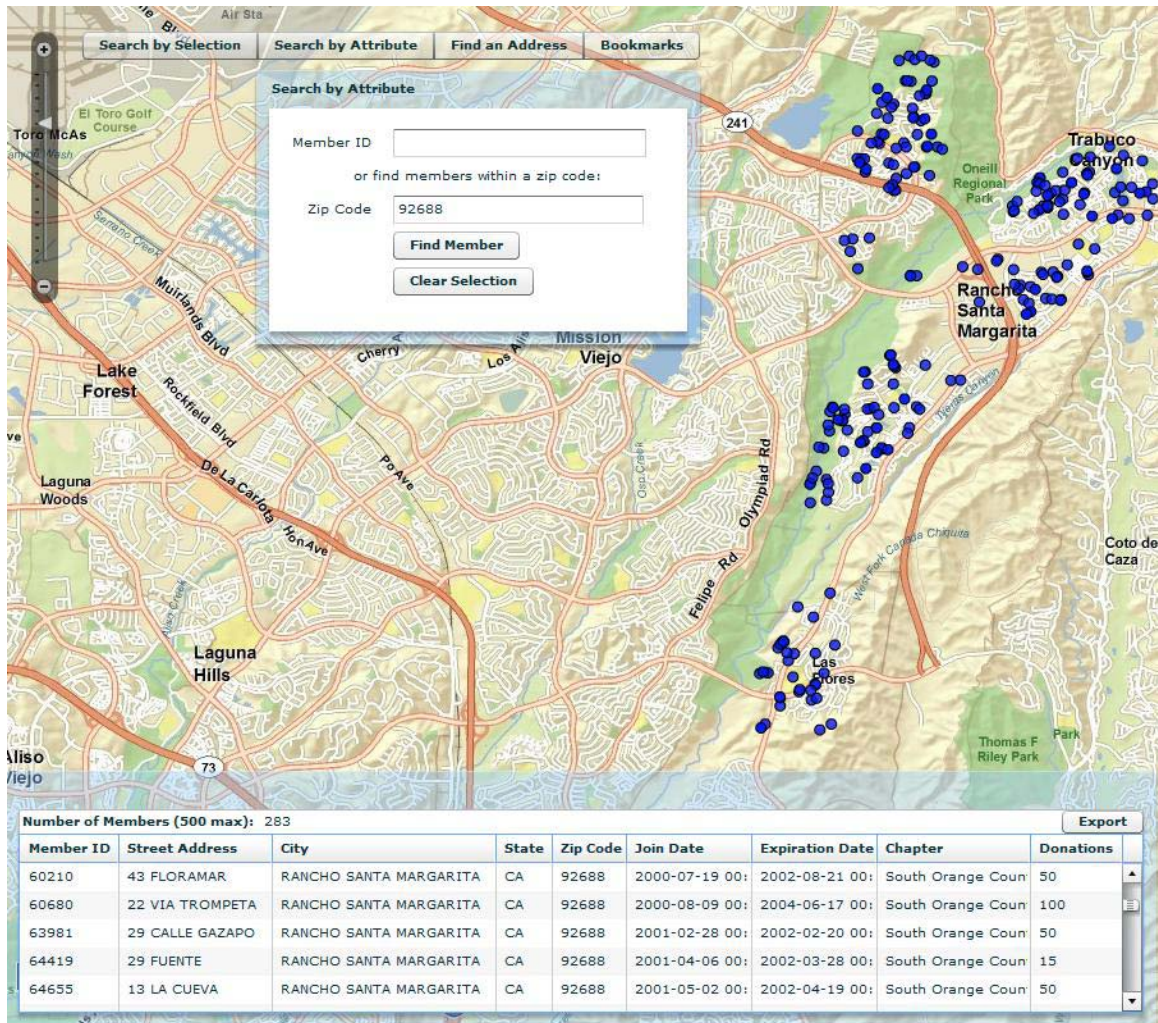 Air Sta
Search by Selection
Search by Attribute
Find an Address
Bookmarks
Search by Attribute
El Toro Golf
Course
Toro McAs
Member ID
or find members within a zip code:
Zip Code 92688
Find Member
Clear Selection
241
Trabuco
Canyon
Oneill
Regional
Park
Serrano Creek
Muirlands Blvd
Rancho
Santa
Margarita
Mission
Viejo
Cherry
Los Alis
Lake
Forest
Rockfield Blvd
Laguna
Woods
De La Carlota
Hon Ave
Po Ave
Oso Creek
Olympiad Rd
Felipe Rd
West Fork Canada Chiquita
Coto de
Caza
Aliso Creek
Laguna
Hills
Las
Flores
Thomas F
Riley Park
Park
Aliso
Viejo
73
Number of Members (500 max): 283
Export
Member ID Street Address City State Zip Code Join Date Expiration Date Chapter Donations
60210 43 FLORAMAR RANCHO SANTA MARGARITA CA 92688 2000-07-19 00: 2002-08-21 00: South Orange Coun 50
60680 22 VIA TROMPETA RANCHO SANTA MARGARITA CA 92688 2000-08-09 00: 2004-06-17 00: South Orange Coun 100
63981 29 CALLE GAZAPO RANCHO SANTA MARGARITA CA 92688 2001-02-28 00: 2002-02-20 00: South Orange Coun 50
64419 29 FUENTE RANCHO SANTA MARGARITA CA 92688 2001-04-06 00: 2002-03-28 00: South Orange Coun 15
64655 13 LA CUEVA RANCHO SANTA MARGARITA CA 92688 2001-05-02 00: 2002-04-19 00: South Orange Coun 50